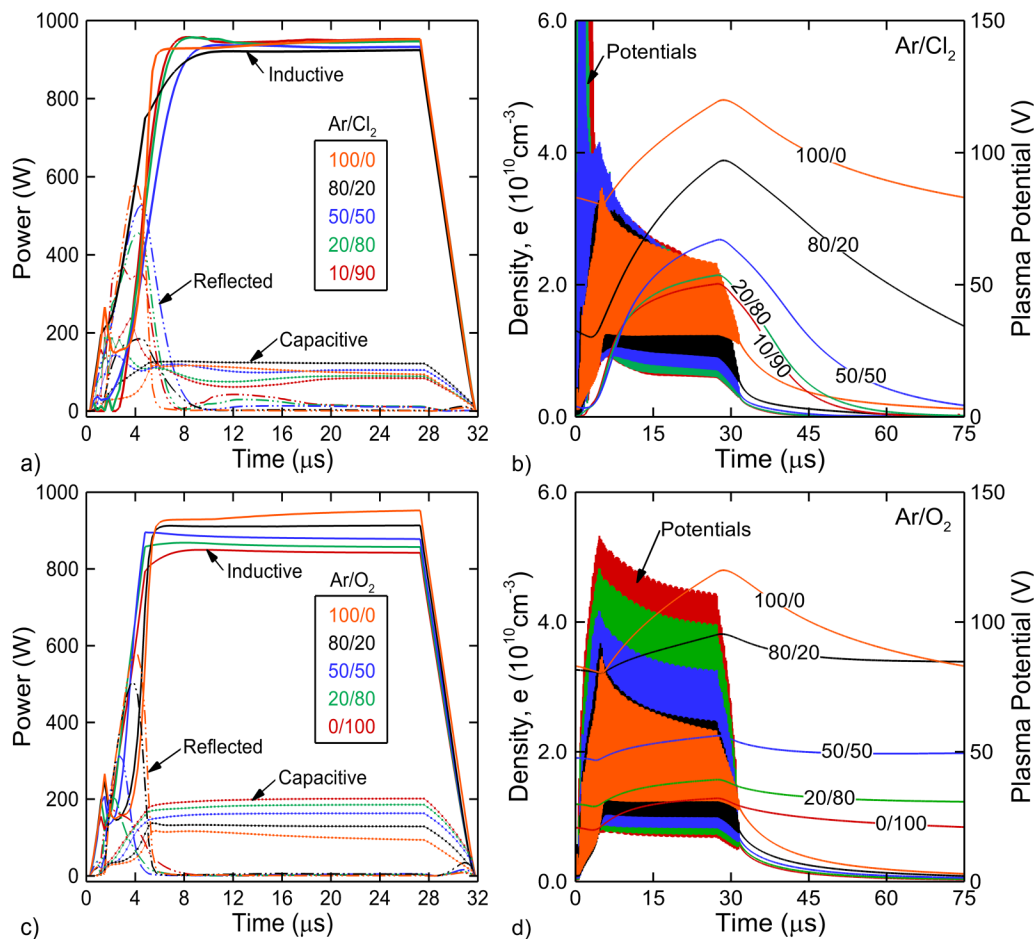 1000
800
600
400
200
0
Power (W)
Inductive
Ar/Cl₂
100/0
80/20
50/50
20/80
10/90
Reflected
Capacitive
0 4 8 12 16 20 24 28 32
a) Time (μs)
6.0
4.0
2.0
0.0
Density, e (10¹⁰cm⁻³)
Potentials
Ar/Cl₂
100/0
80/20
20/80
10/90
50/50
150
100
50
0
Plasma Potential (V)
0 15 30 45 60 75
b) Time (μs)
1000
800
600
400
200
0
Power (W)
Inductive
Ar/O₂
100/0
80/20
50/50
20/80
0/100
Reflected
Capacitive
0 4 8 12 16 20 24 28 32
c) Time (μs)
6.0
4.0
2.0
0.0
Density, e (10¹⁰cm⁻³)
Potentials
Ar/O₂
100/0
80/20
50/50
20/80
0/100
150
100
50
0
Plasma Potential (V)
0 15 30 45 60 75
d) Time (μs)